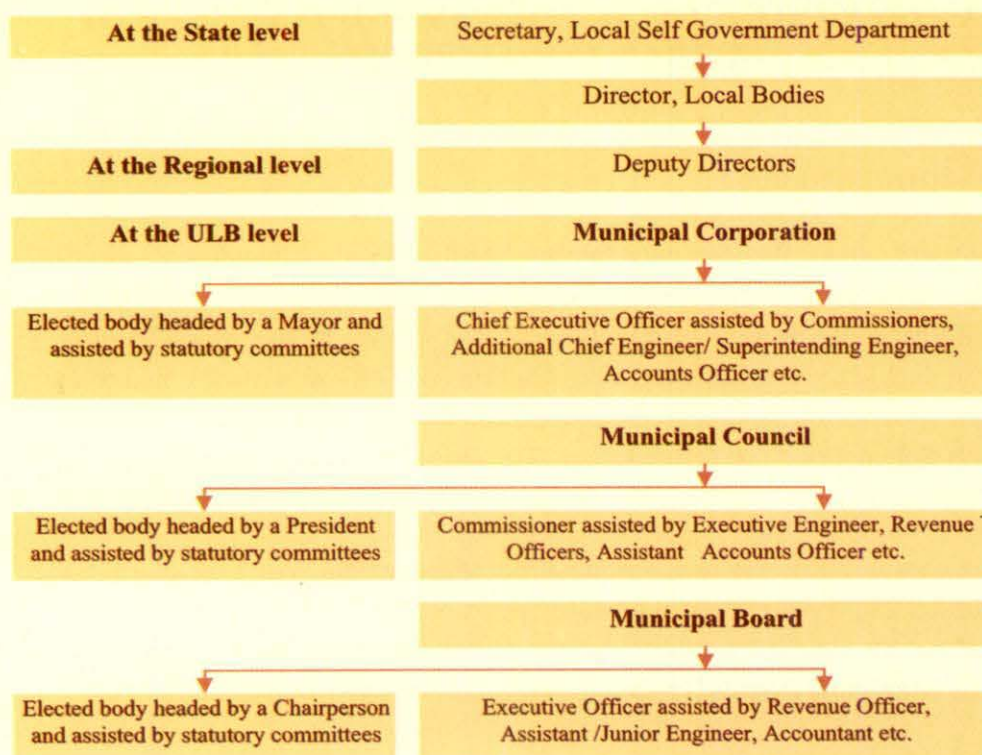 At the State level
Secretary, Local Self Government Department
Director, Local Bodies
At the Regional level
Deputy Directors
At the ULB level
Municipal Corporation
Elected body headed by a Mayor and
assisted by statutory committees
Chief Executive Officer assisted by Commissioners,
Additional Chief Engineer/ Superintending Engineer,
Accounts Officer etc.
Municipal Council
Elected body headed by a President
and assisted by statutory committees
Commissioner assisted by Executive Engineer, Revenue
Officers, Assistant Accounts Officer etc.
Municipal Board
Elected body headed by a Chairperson
and assisted by statutory committees
Executive Officer assisted by Revenue Officer,
Assistant /Junior Engineer, Accountant etc.